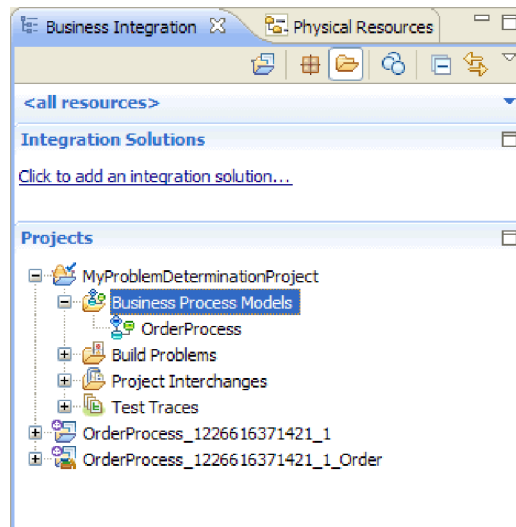 Business Integration Physical Resources
<all resources>
Integration Solutions
Click to add an integration solution...
Projects
MyProblemDeterminationProject
Business Process Models
OrderProcess
Build Problems
Project Interchanges
Test Traces
OrderProcess_1226616371421_1
OrderProcess_1226616371421_1_Order